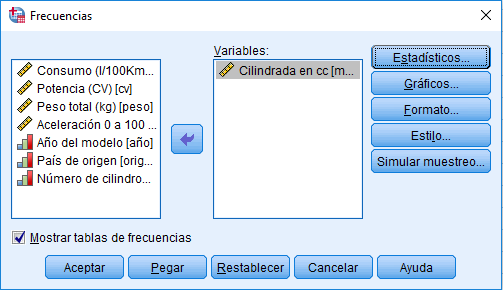 Frecuencias
Variables:
Consumo (l/100Km...
Potencia (CV) [cv]
Peso total (kg) [peso]
Aceleración 0 a 100 ...
Año del modelo [año]
País de origen [orig...
Número de cilindro...
Cilindrada en cc [m...
Estadísticos...
Gráficos...
Formato...
Estilo...
Simular muestreo...
Mostrar tablas de frecuencias
Aceptar
Pegar
Restablecer
Cancelar
Ayuda